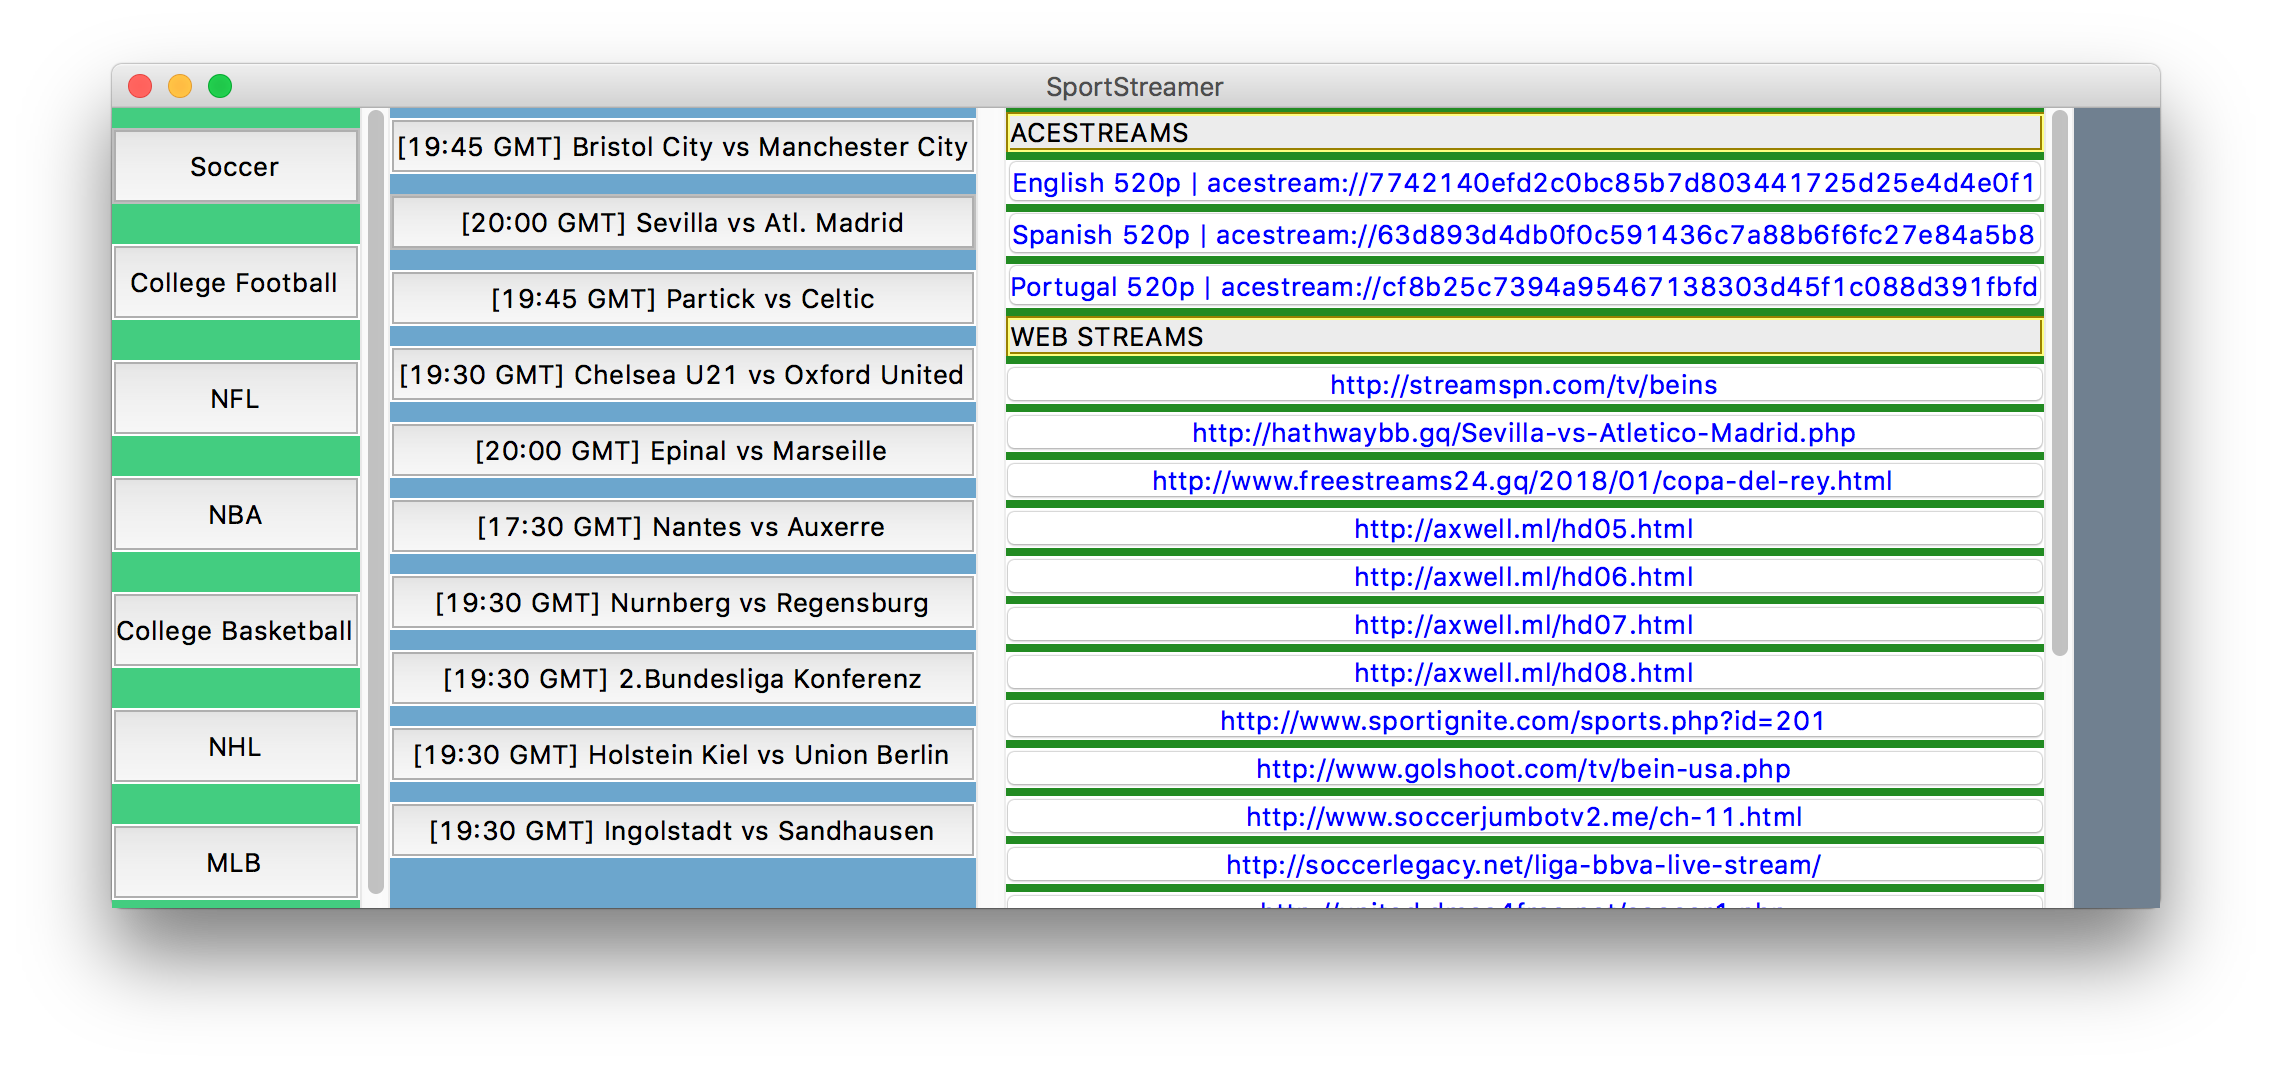 SportStreamer
Soccer
College Football
NFL
NBA
College Basketball
NHL
MLB
[19:45 GMT] Bristol City vs Manchester City
[20:00 GMT] Sevilla vs Atl. Madrid
[19:45 GMT] Partick vs Celtic
[19:30 GMT] Chelsea U21 vs Oxford United
[20:00 GMT] Epinal vs Marseille
[17:30 GMT] Nantes vs Auxerre
[19:30 GMT] Nurnberg vs Regensburg
[19:30 GMT] 2.Bundesliga Konferenz
[19:30 GMT] Holstein Kiel vs Union Berlin
[19:30 GMT] Ingolstadt vs Sandhausen
ACESTREAMS
English 520p | acestream://7742140efd2c0bc85b7d803441725d25e4d4e0f1
Spanish 520p | acestream://63d893d4db0f0c591436c7a88b6f6fc27e84a5b8
Portugal 520p | acestream://cf8b25c7394a95467138303d45f1c088d391fbfd
WEB STREAMS
http://streamspn.com/tv/beins
http://hathwaybb.gq/Sevilla-vs-Atletico-Madrid.php
http://www.freestreams24.gq/2018/01/copa-del-rey.html
http://axwell.ml/hd05.html
http://axwell.ml/hd06.html
http://axwell.ml/hd07.html
http://axwell.ml/hd08.html
http://www.sportignite.com/sports.php?id=201
http://www.golshoot.com/tv/bein-usa.php
http://www.soccerjumbotv2.me/ch-11.html
http://soccerlegacy.net/liga-bbva-live-stream/